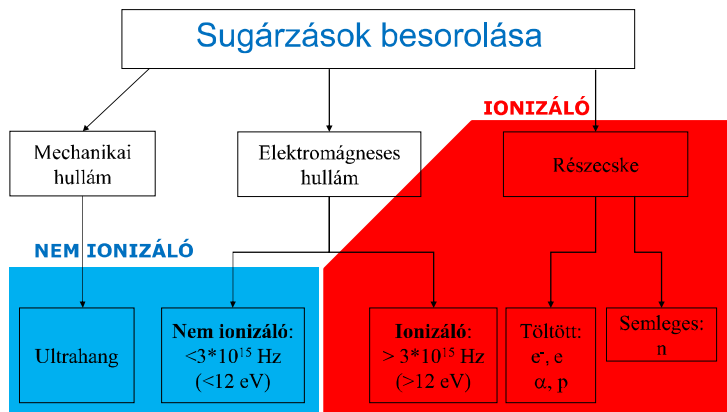 Sugárzások besorolása
IONIZÁLÓ
Mechanikai
hullám
Elektromágneses
hullám
Részecske
NEM IONIZÁLÓ
Ultrahang
Nem ionizáló:
<3*10¹⁵ Hz
(<12 eV)
Ionizáló:
> 3*10¹⁵ Hz
(>12 eV)
Töltött:
e⁻, e
α, p
Semleges:
n